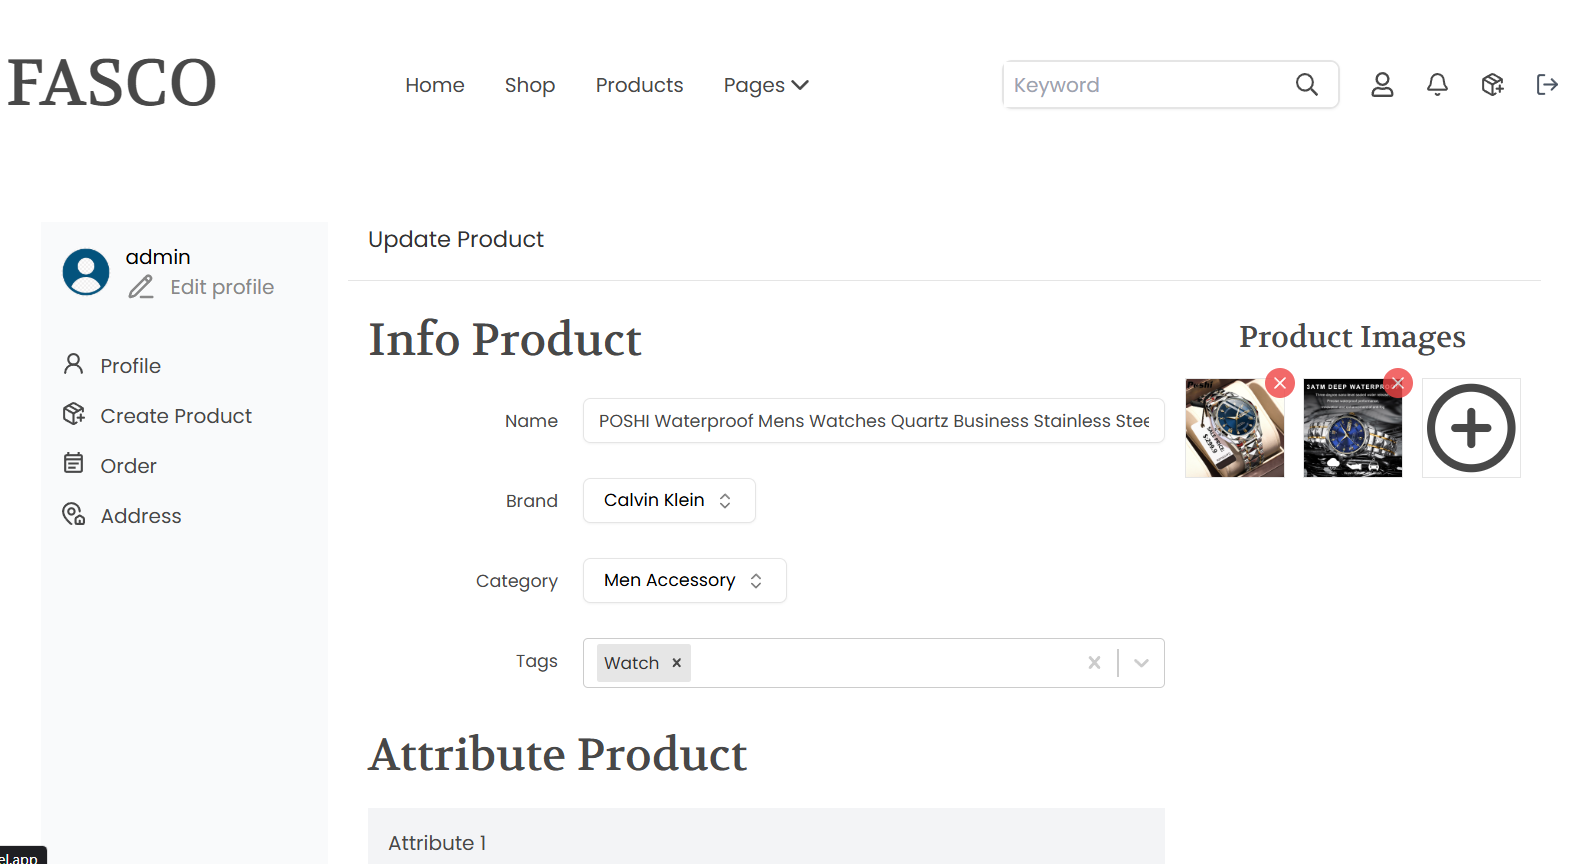 FASCO
Home Shop Products Pages
Keyword
admin
Edit profile
Profile
Create Product
Order
Address
Update Product
Info Product
Name POSHI Waterproof Mens Watches Quartz Business Stainless Stee
Brand Calvin Klein
Category Men Accessory
Tags Watch
Product Images
3ATM DEEP WATERPRO
Attribute Product
Attribute 1
el.app